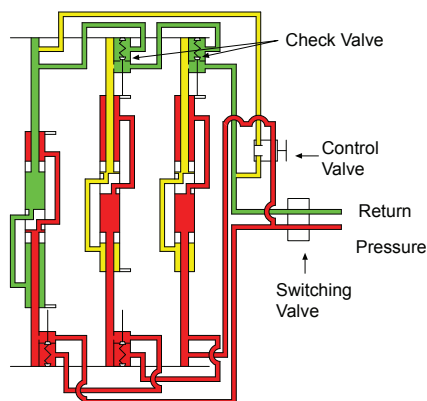 Check Valve
Control
Valve
Return
Pressure
Switching
Valve